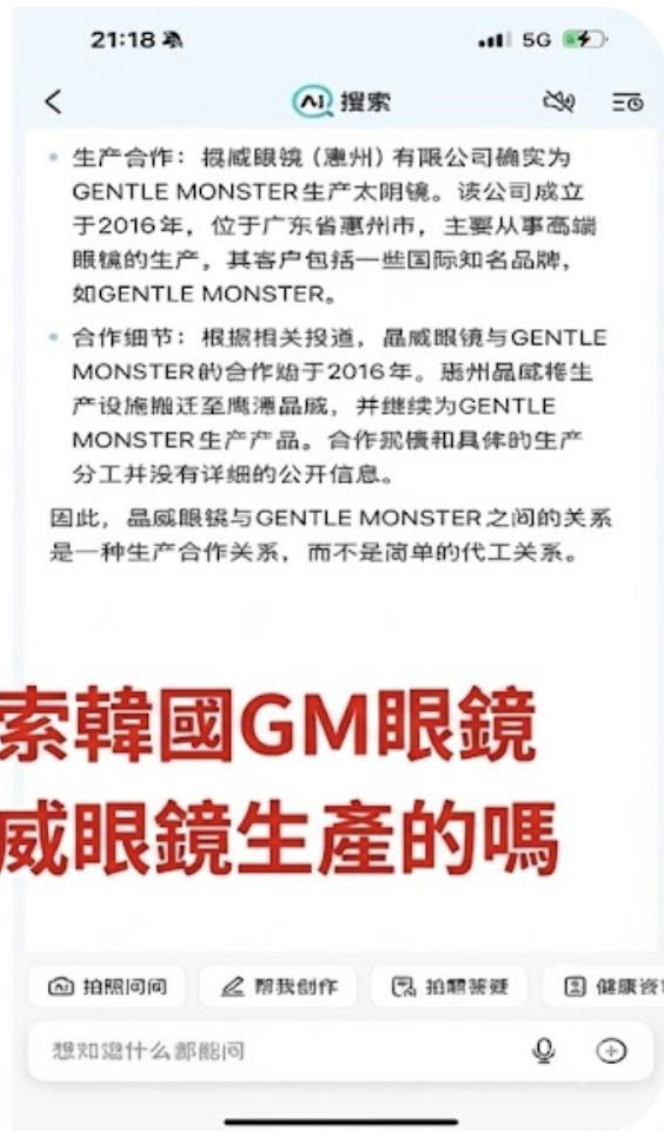 21:18
5G
AI 搜索
生产合作：
眼镜（惠州）有限公司确实为
GENTLE MONSTER生产太阳镜。该公司成立
于2016年，位于广东省惠州市，主要从事高端
眼镜的生产，其客户包括一些国际知名品牌，
如GENTLE MONSTER。
合作细节：根据相关报道，晶威眼镜与GENTLE
MONSTER的合作始于2016年。惠州晶威将生
产设施搬迁至鹰潭晶威，并继续为GENTLE
MONSTER生产产品。合作
和具体的生产
分工并没有详细的公开信息。
因此，晶威眼镜与GENTLE MONSTER之间的关系
是一种生产合作关系，而不是简单的代工关系。
索韓國GM眼鏡
威眼鏡生產的嗎
拍照问问
帮我创作
拍题答疑
健康
想知道什么都能问